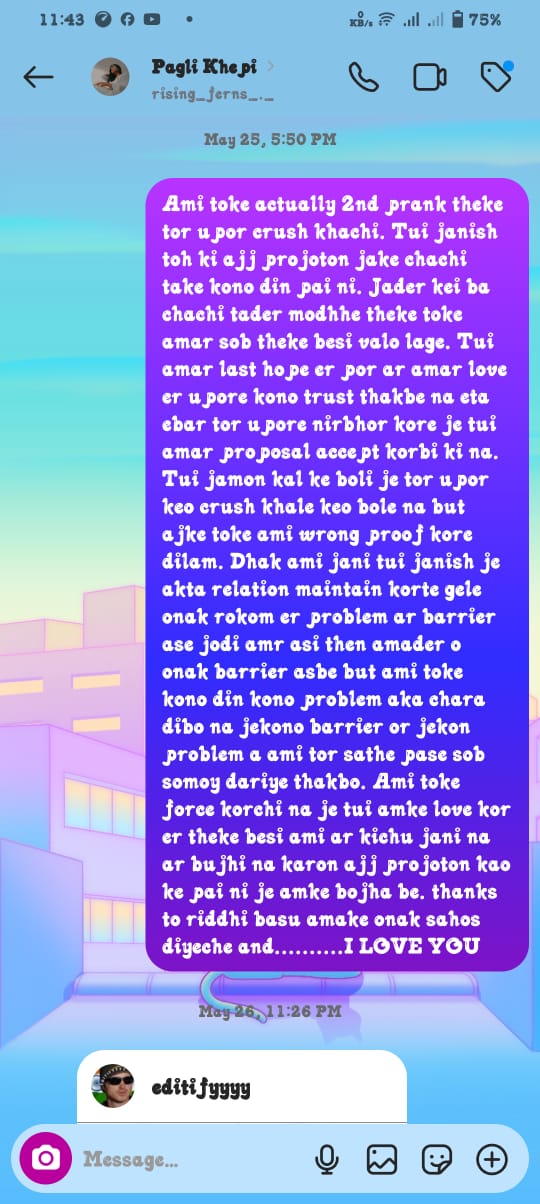 11:43
0
KB/s
75%
Pagli Khepi
rising_ferns_._
May 25, 5:50 PM
Ami toke actually 2nd prank theke
tor upor crush khachi. Tui janish
toh ki ajj projoton jake chachi
take kono din pai ni. Jader kei ba
chachi tader modhhe theke toke
amar sob theke besi valo lage. Tui
amar last hope er por ar amar love
er upore kono trust thakbe na eta
ebar tor upore nirbhor kore je tui
amar proposal accept korbi ki na.
Tui jamon kal ke boli je tor upor
keo crush khale keo bole na but
ajke toke ami wrong proof kore
dilam. Dhak ami jani tui janish je
akta relation maintain korte gele
onak rokom er problem ar barrier
ase jodi amr asi then amader o
onak barrier asbe but ami toke
kono din kono problem aka chara
dibo na jekono barrier or jekon
problem a ami tor sathe pase sob
somoy dariye thakbo. Ami toke
force korchi na je tui amke love kor
er theke besi ami ar kichu jani na
ar bujhi na karon ajj projoton kao
ke pai ni je amke bojha be. thanks
to riddhi basu amake onak sahos
diyeche and..........I LOVE YOU
May 26, 11:26 PM
editifyyyy
Message...